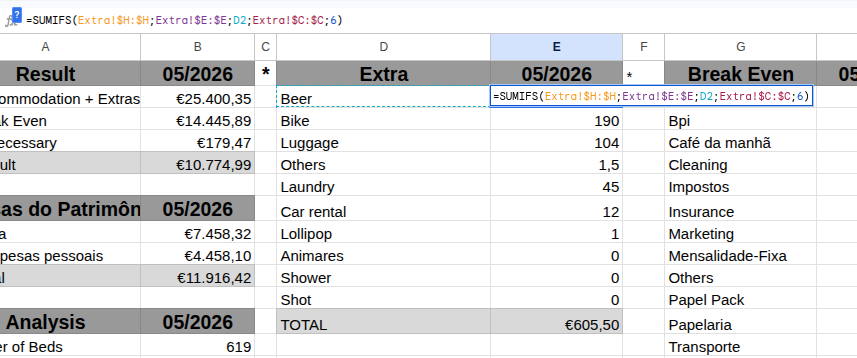 =SUMIFS(Extra!$H:$H;Extra!$E:$E;D2;Extra!$C:$C;6)
A B C D E F G
Result 05/2026 * Extra 05/2026 * Break Even 05
ommodation + Extras €25.400,35 Beer =SUMIFS(Extra!$H:$H;Extra!$E:$E;D2;Extra!$C:$C;6)
k Even €14.445,89 Bike 190 Bpi
ecessary €179,47 Luggage 104 Café da manhã
ult €10.774,99 Others 1,5 Cleaning
Laundry 45 Impostos
as do Patrimôn 05/2026 Car rental 12 Insurance
a €7.458,32 Lollipop 1 Marketing
pesas pessoais €4.458,10 Animares 0 Mensalidade-Fixa
l €11.916,42 Shower 0 Others
Shot 0 Papel Pack
Analysis 05/2026 TOTAL €605,50 Papelaria
er of Beds 619 Transporte